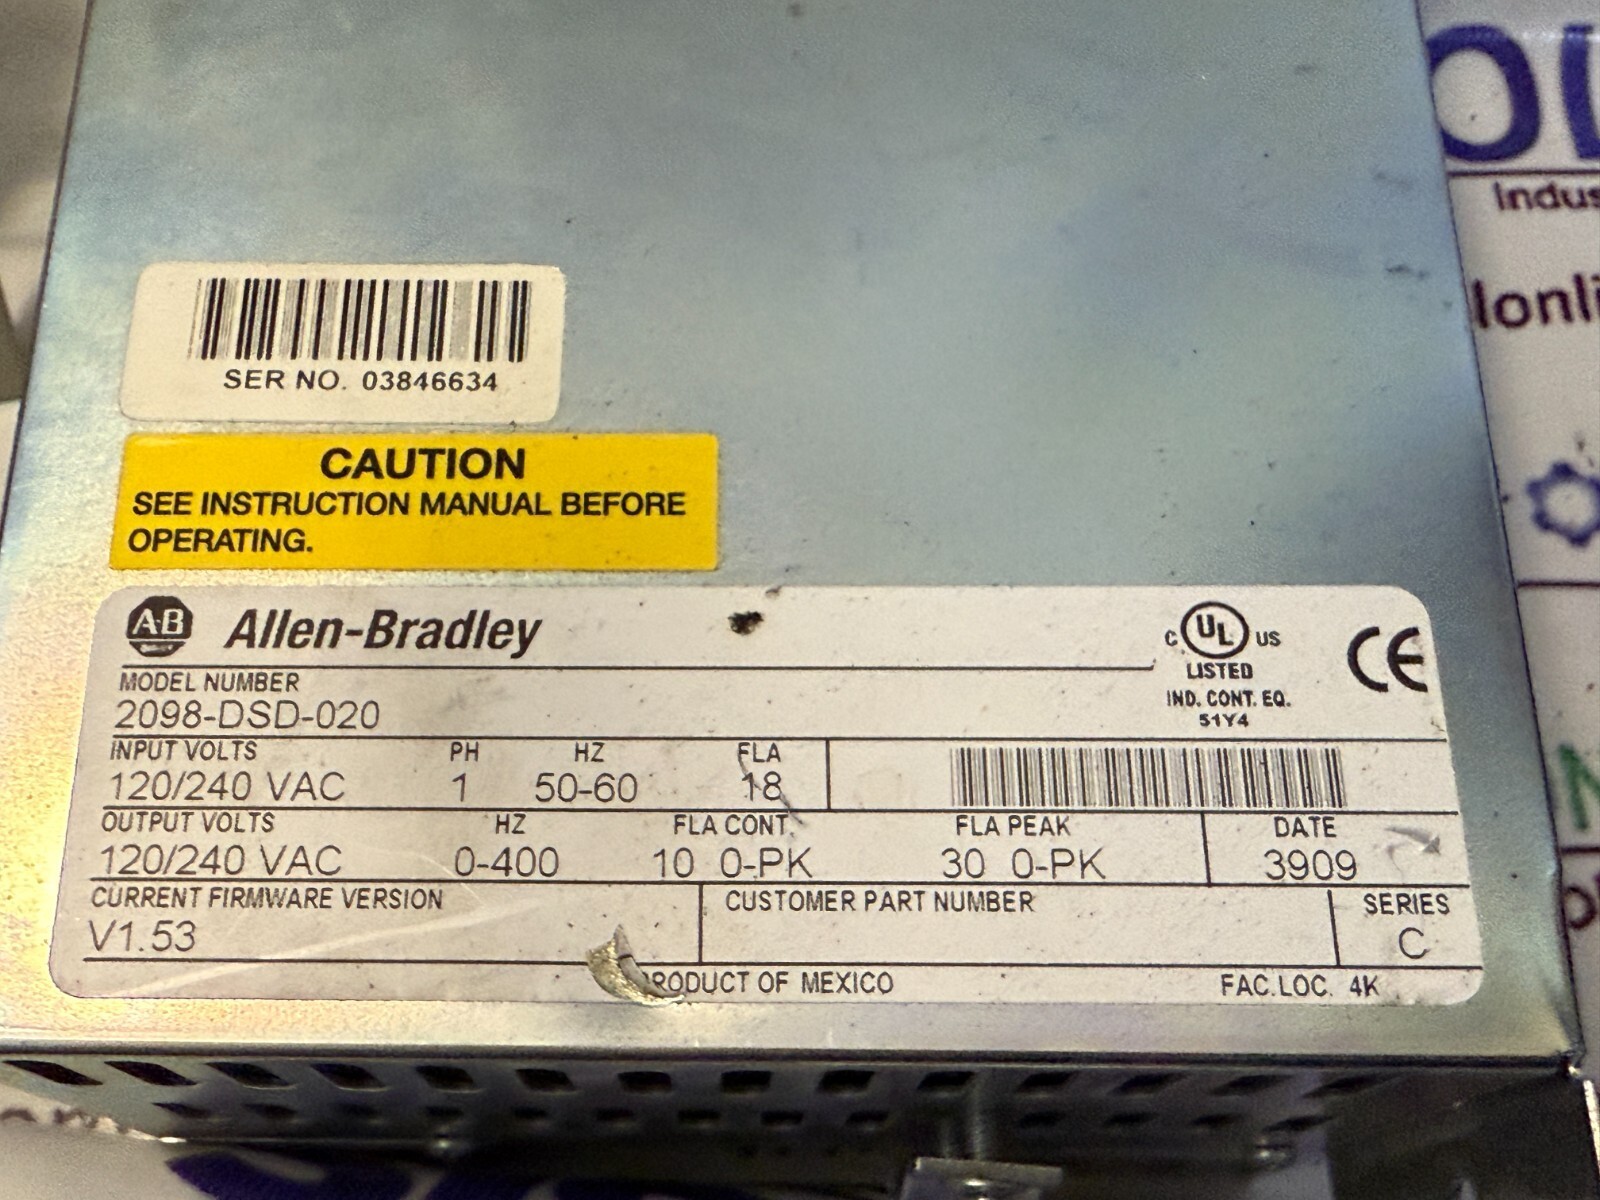 SER NO. 03846634
CAUTION
SEE INSTRUCTION MANUAL BEFORE
OPERATING.
A·B Allen-Bradley
C UL US
LISTED
IND. CONT. EQ.
51Y4
CE
MODEL NUMBER
2098-DSD-020
INPUT VOLTS PH HZ FLA
120/240 VAC 1 50-60 18
OUTPUT VOLTS HZ FLA CONT. FLA PEAK DATE
120/240 VAC 0-400 10 0-PK 30 0-PK 3909
CURRENT FIRMWARE VERSION CUSTOMER PART NUMBER SERIES
V1.53 C
PRODUCT OF MEXICO FAC.LOC. 4K
Indus
lonli